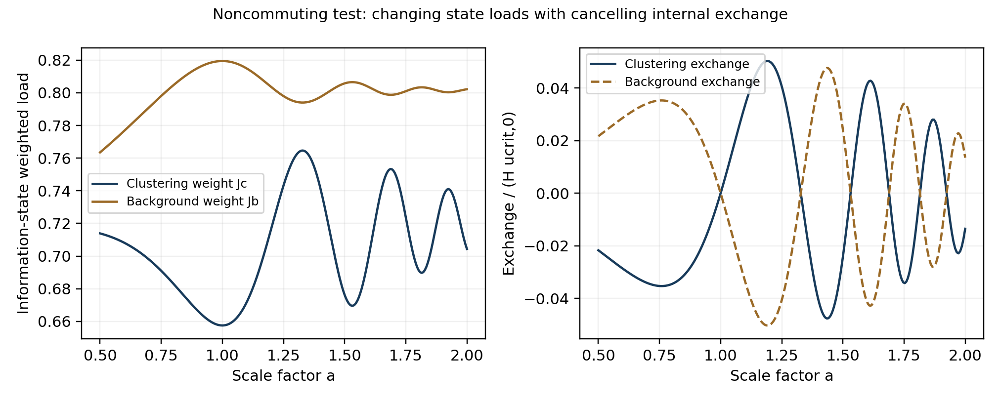 Noncommuting test: changing state loads with cancelling internal exchange
Information-state weighted load
0.82
0.80
0.78
0.76
0.74
0.72
0.70
0.68
0.66
Clustering weight Jc
Background weight Jb
0.50 0.75 1.00 1.25 1.50 1.75 2.00
Scale factor a
Exchange / (H ucrit,0)
0.04
0.02
0.00
−0.02
−0.04
Clustering exchange
Background exchange
0.50 0.75 1.00 1.25 1.50 1.75 2.00
Scale factor a